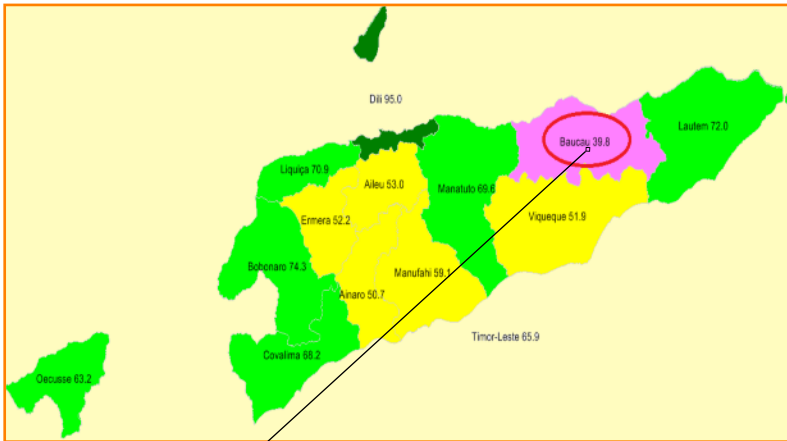 Dili 95.0
Baucau 39.8
Lautem 72.0
Liquiça 70.9
Aileu 53.0
Manatulo 69.6
Ermera 52.2
Viqueque 51.9
Bobonaro 74.3
Manufahi 59.1
Ainaro 50.7
Timor-Leste 65.9
Covalima 68.2
Oecusse 63.2